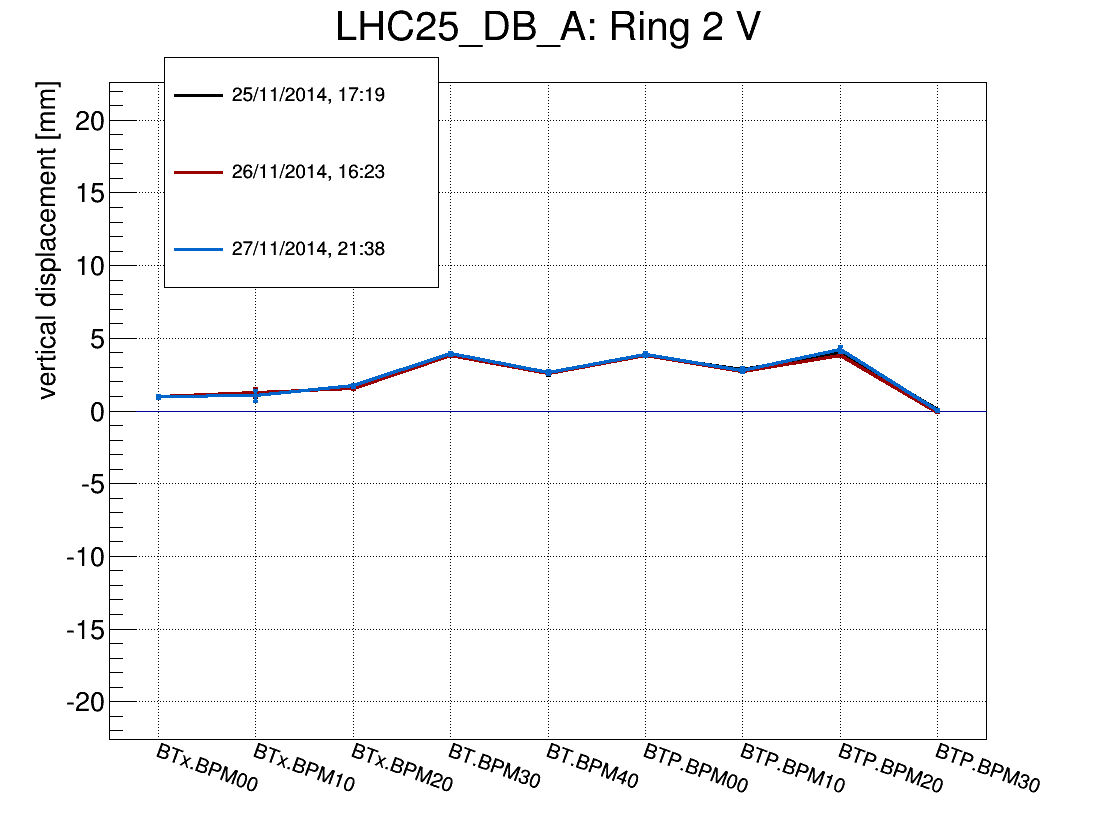 LHC25_DB_A: Ring 2 V
25/11/2014, 17:19
26/11/2014, 16:23
27/11/2014, 21:38
vertical displacement [mm]
20
15
10
5
0
-5
-10
-15
-20
BTx.BPM00
BTx.BPM10
BTx.BPM20
BT.BPM30
BT.BPM40
BTP.BPM00
BTP.BPM10
BTP.BPM20
BTP.BPM30